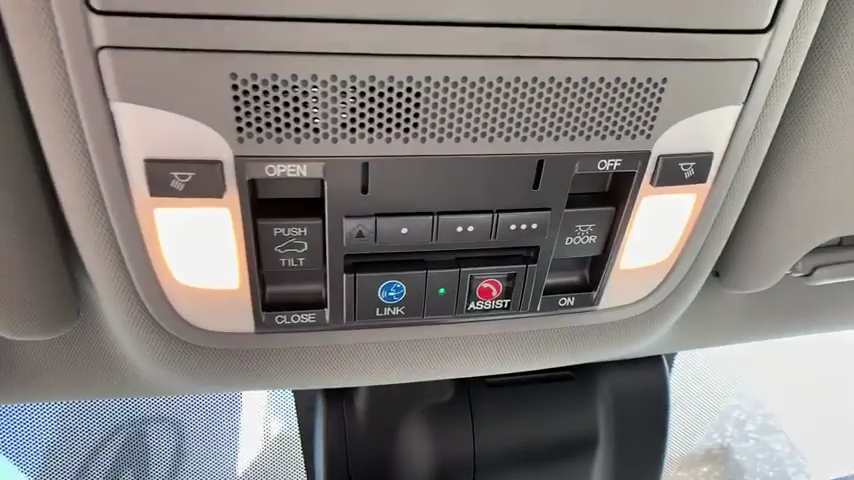 OPEN
OFF
PUSH
TILT
DOOR
LINK
ASSIST
CLOSE
ON